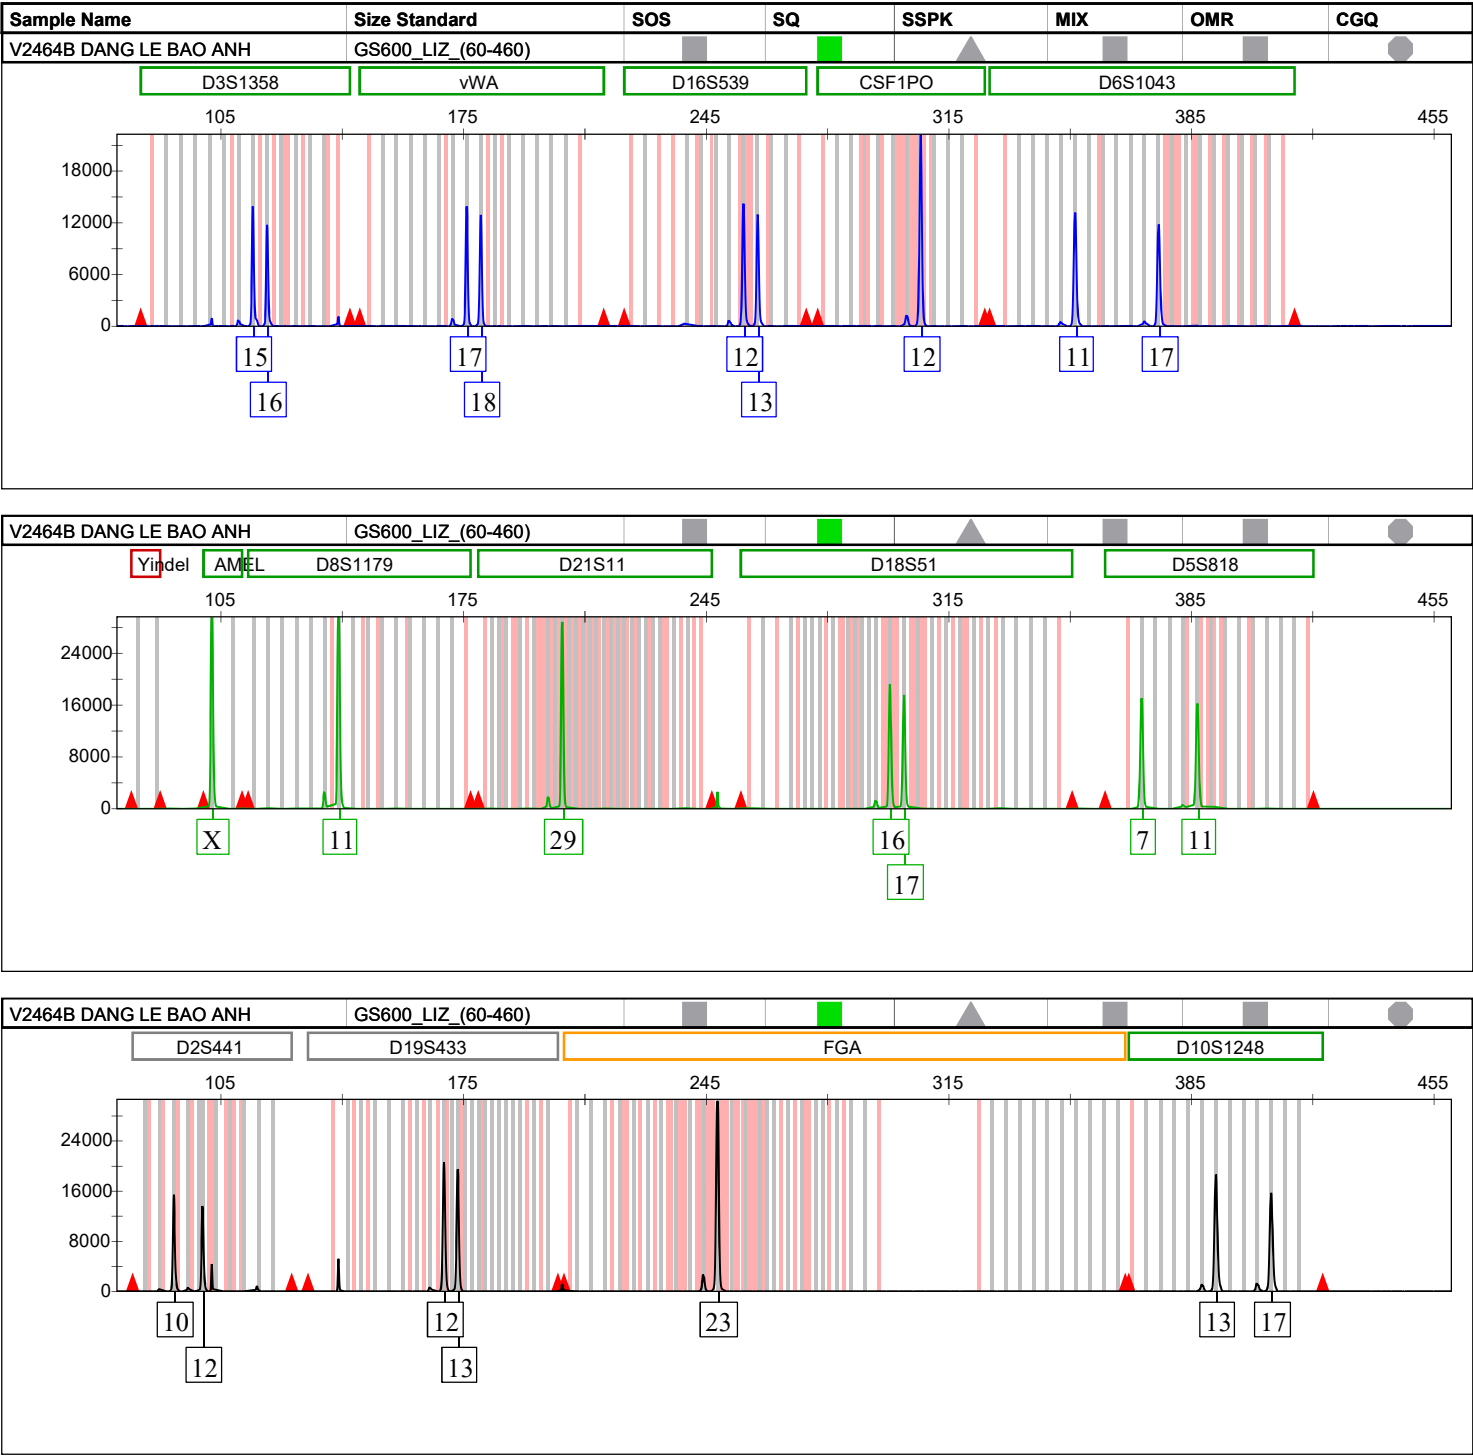 Sample Name Size Standard SOS SQ SSPK MIX OMR CGQ
V2464B DANG LE BAO ANH GS600_LIZ_(60-460)
D3S1358 vWA D16S539 CSF1PO D6S1043
105 175 245 315 385 455
18000
12000
6000
0
15 17 12 12 11 17
16 18 13
V2464B DANG LE BAO ANH GS600_LIZ_(60-460)
Yindel AMEL D8S1179 D21S11 D18S51 D5S818
105 175 245 315 385 455
24000
16000
8000
0
X 11 29 16 7 11
17
V2464B DANG LE BAO ANH GS600_LIZ_(60-460)
D2S441 D19S433 FGA D10S1248
105 175 245 315 385 455
24000
16000
8000
0
10 12 23 13 17
12 13